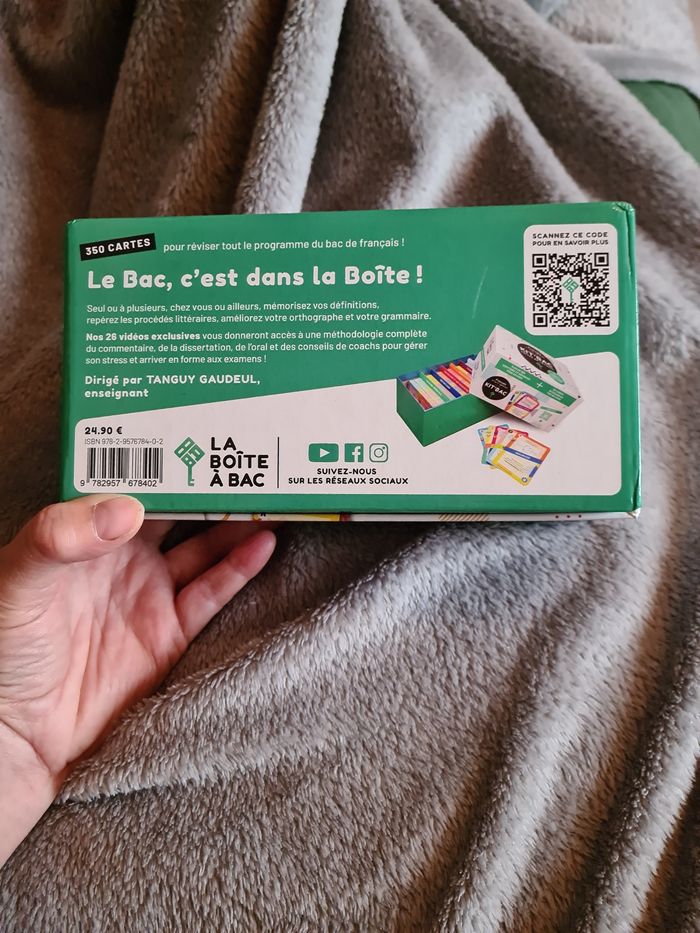 350 CARTES pour réviser tout le programme du bac de français !
Le Bac, c'est dans la Boîte !
Seul ou à plusieurs, chez vous ou ailleurs, mémorisez vos définitions,
repérez les procédés littéraires, améliorez votre orthographe et votre grammaire.
Nos 26 vidéos exclusives vous donneront accès à une méthodologie complète
du commentaire, de la dissertation, de l'oral et des conseils de coachs pour gérer
son stress et arriver en forme aux examens !
Dirigé par TANGUY GAUDEUL,
enseignant
SCANNEZ CE CODE
POUR EN SAVOIR PLUS
KIT'BAC
KIT'BAC
24.90 €
ISBN 978-2-9576784-0-2
9 782957 678402
LA
BOÎTE
À BAC
SUIVEZ-NOUS
SUR LES RÉSEAUX SOCIAUX